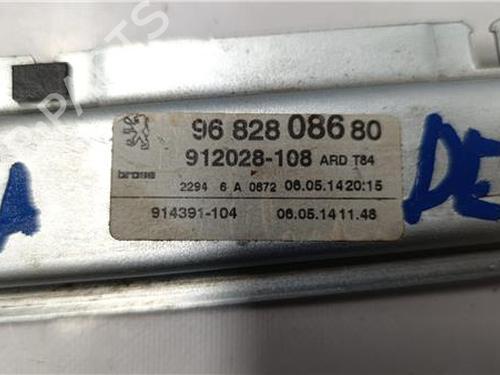 96 828 086 80
912028-108 ARD T84
brose
2294 6 A 0872 06.05.14 20:15
914391-104 06.05.14 11.48
A DE
PARTS